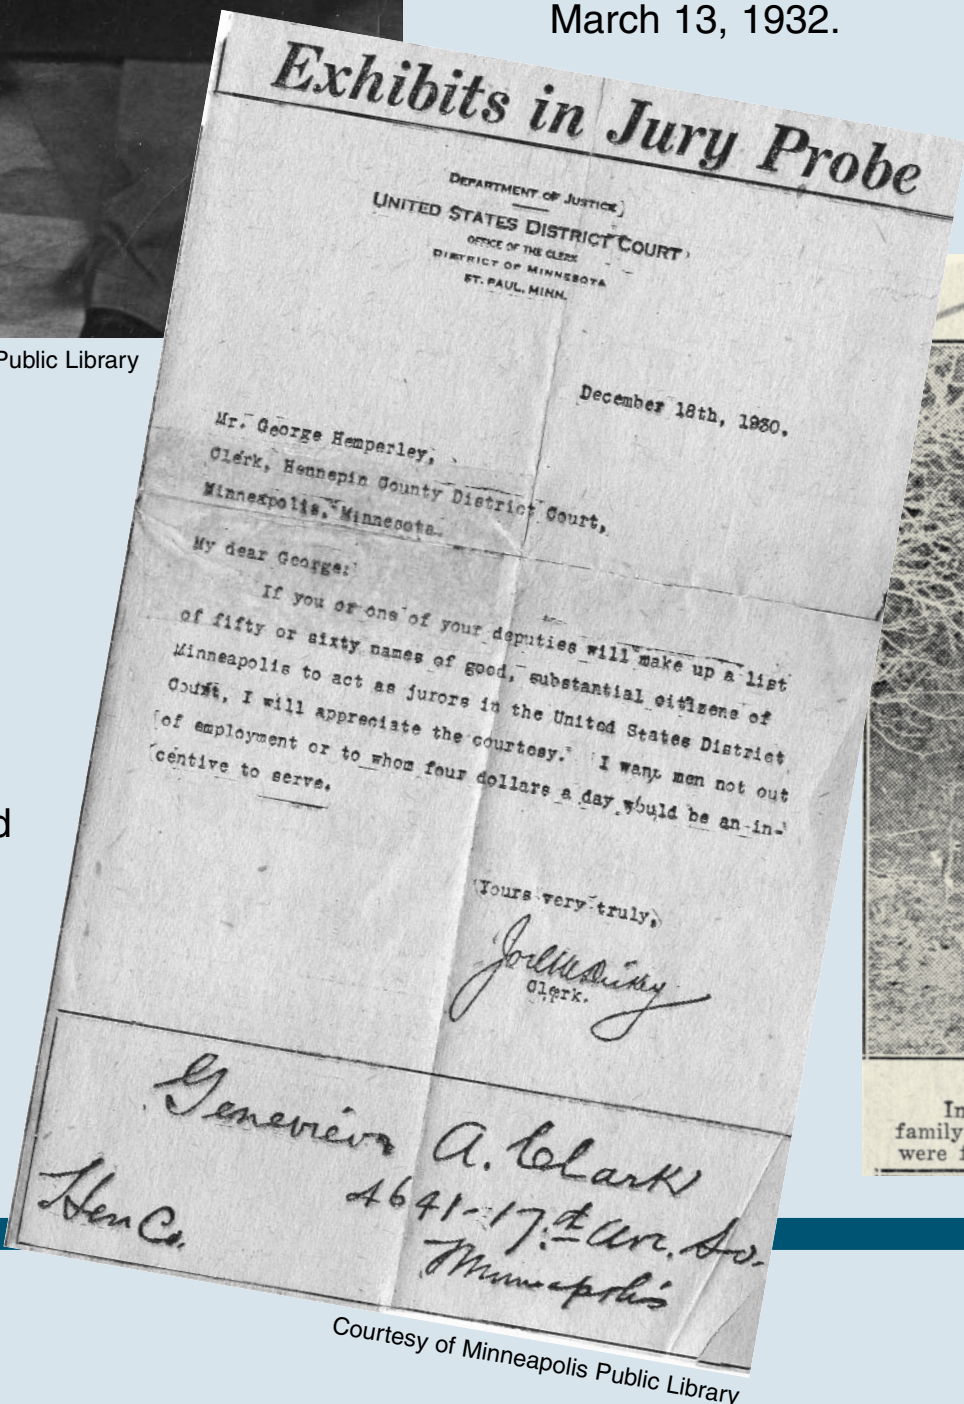 March 13, 1932.
Public Library
Exhibits in Jury Probe
DEPARTMENT OF JUSTICE
UNITED STATES DISTRICT COURT
OFFICE OF THE CLERK
DISTRICT OF MINNESOTA
ST. PAUL, MINN.
December 18th, 1930.
Mr. George Hemperley,
Clerk, Hennepin County District Court,
Minneapolis, Minnesota.
My dear George:
If you or one of your deputies will make up a list
of fifty or sixty names of good, substantial citizens of
Minneapolis to act as jurors in the United States District
Court, I will appreciate the courtesy. I want men not out
of employment or to whom four dollars a day would be an in-
centive to serve.
Yours very truly,
Clerk.
Genevieve A. Clark
4641-17th Av. So.
Hen Co.
Minneapolis
Courtesy of Minneapolis Public Library
d
In
family
were